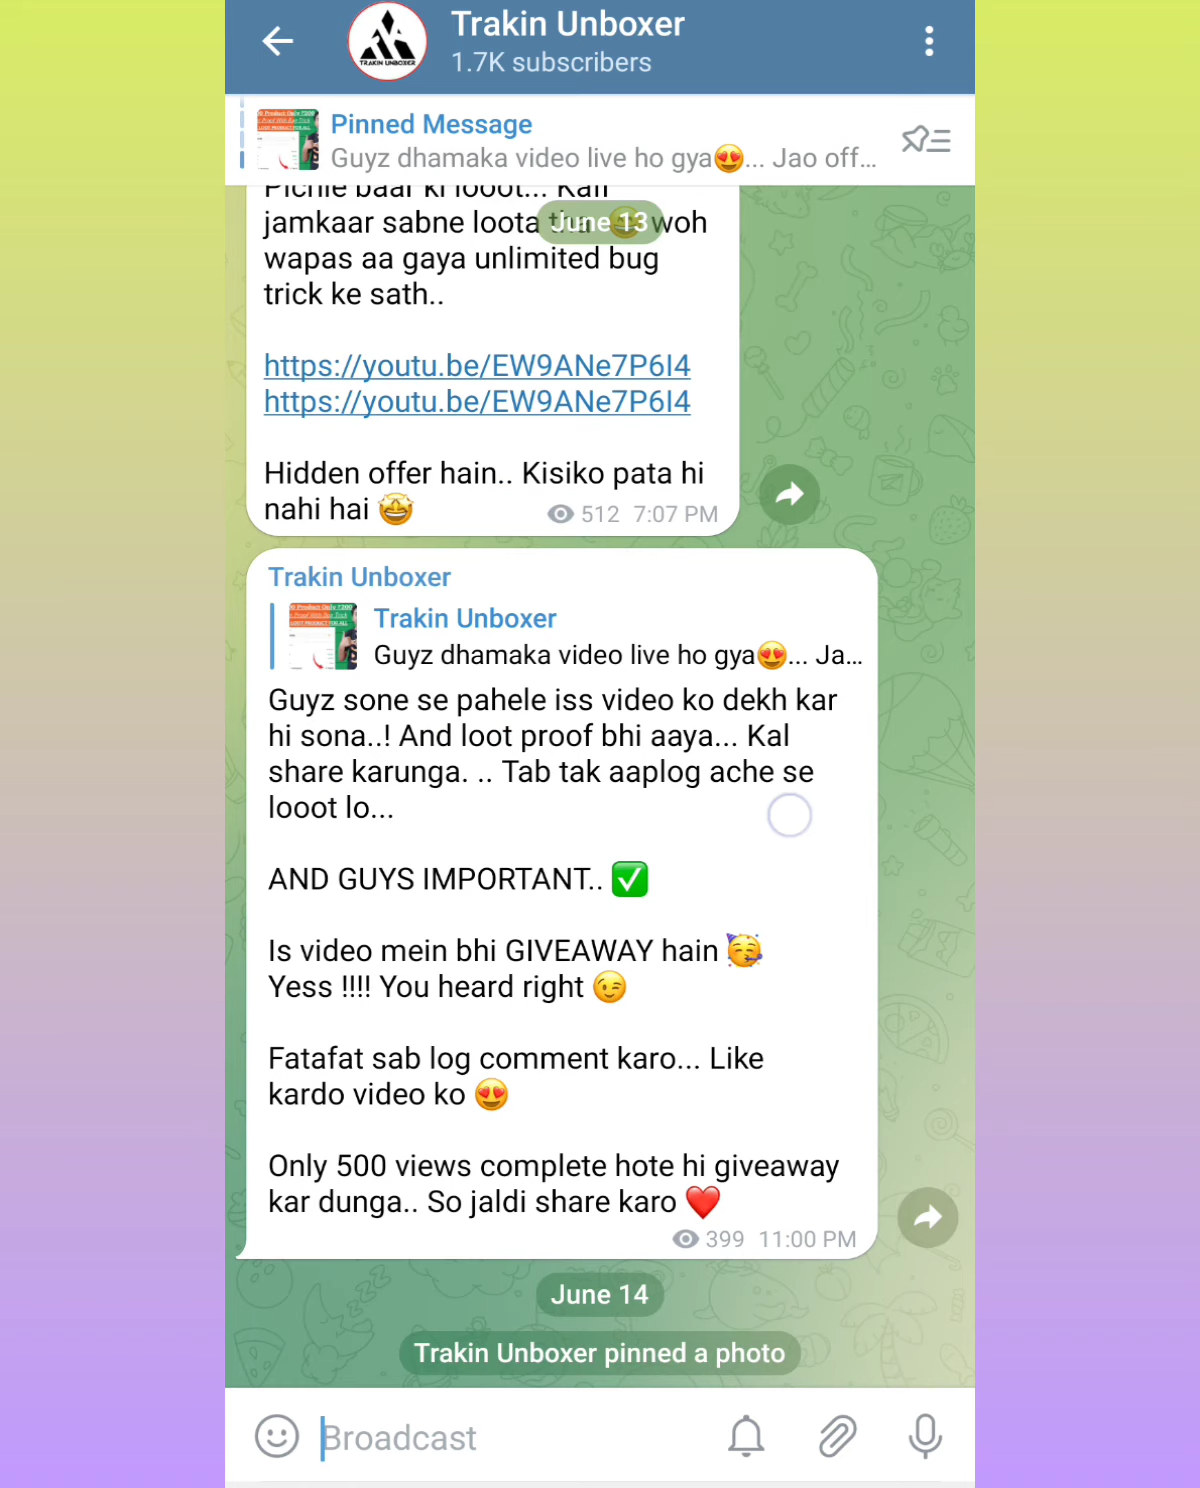 Trakin Unboxer
1.7K subscribers
TRAKIN UNBOXER
Pinned Message
Guyz dhamaka video live ho gya😍... Jao off...
Pichle baar ki looot... Kafi
jamkaar sabne loota tha 🤩 woh
June 13
wapas aa gaya unlimited bug
trick ke sath..
https://youtu.be/EW9ANe7P6I4
https://youtu.be/EW9ANe7P6I4
Hidden offer hain.. Kisiko pata hi
nahi hai 🤩
512 7:07 PM
Trakin Unboxer
Trakin Unboxer
Guyz dhamaka video live ho gya😍... Ja...
Guyz sone se pahele iss video ko dekh kar
hi sona..! And loot proof bhi aaya... Kal
share karunga. .. Tab tak aaplog ache se
looot lo...
AND GUYS IMPORTANT.. ✅
Is video mein bhi GIVEAWAY hain 🥳
Yess !!!! You heard right 😉
Fatafat sab log comment karo... Like
kardo video ko 😍
Only 500 views complete hote hi giveaway
kar dunga.. So jaldi share karo ❤️
399 11:00 PM
June 14
Trakin Unboxer pinned a photo
Broadcast